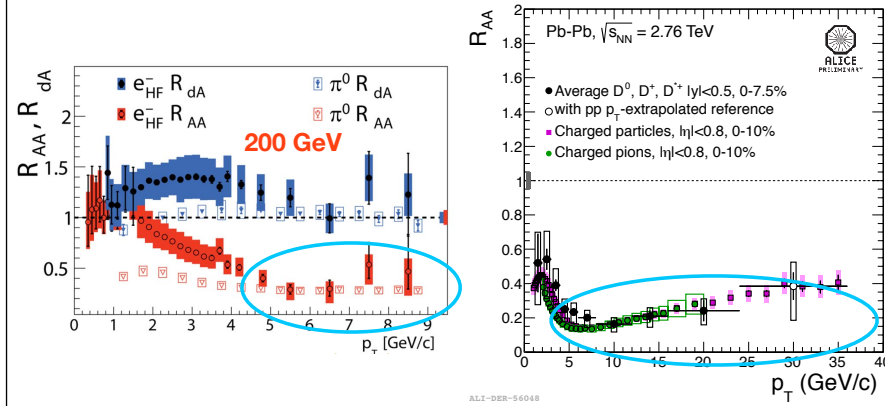 R_AA, R_dA
2
1.5
1
0.5
e⁻_HF R_dA
e⁻_HF R_AA
π⁰ R_dA
π⁰ R_AA
200 GeV
0 1 2 3 4 5 6 7 8 9
p_T [GeV/c]
R_AA
2
1.8
1.6
1.4
1.2
1
0.8
0.6
0.4
0.2
0
Pb-Pb, √s_NN = 2.76 TeV
ALICE
PRELIMINARY
Average D⁰, D⁺, D*⁺ |y|<0.5, 0-7.5%
with pp p_T-extrapolated reference
Charged particles, |η|<0.8, 0-10%
Charged pions, |η|<0.8, 0-10%
0 5 10 15 20 25 30 35 40
p_T (GeV/c)
ALI-DER-56048